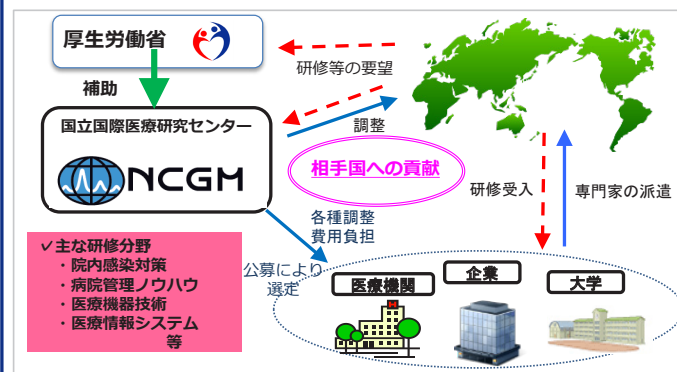 厚生労働省
補助
研修等の要望
国立国際医療研究センター
NCGM
調整
相手国への貢献
研修受入
専門家の派遣
各種調整
費用負担
✓主な研修分野
・院内感染対策
・病院管理ノウハウ
・医療機器技術
・医療情報システム
等
公募により
選定
医療機関
企業
大学
H